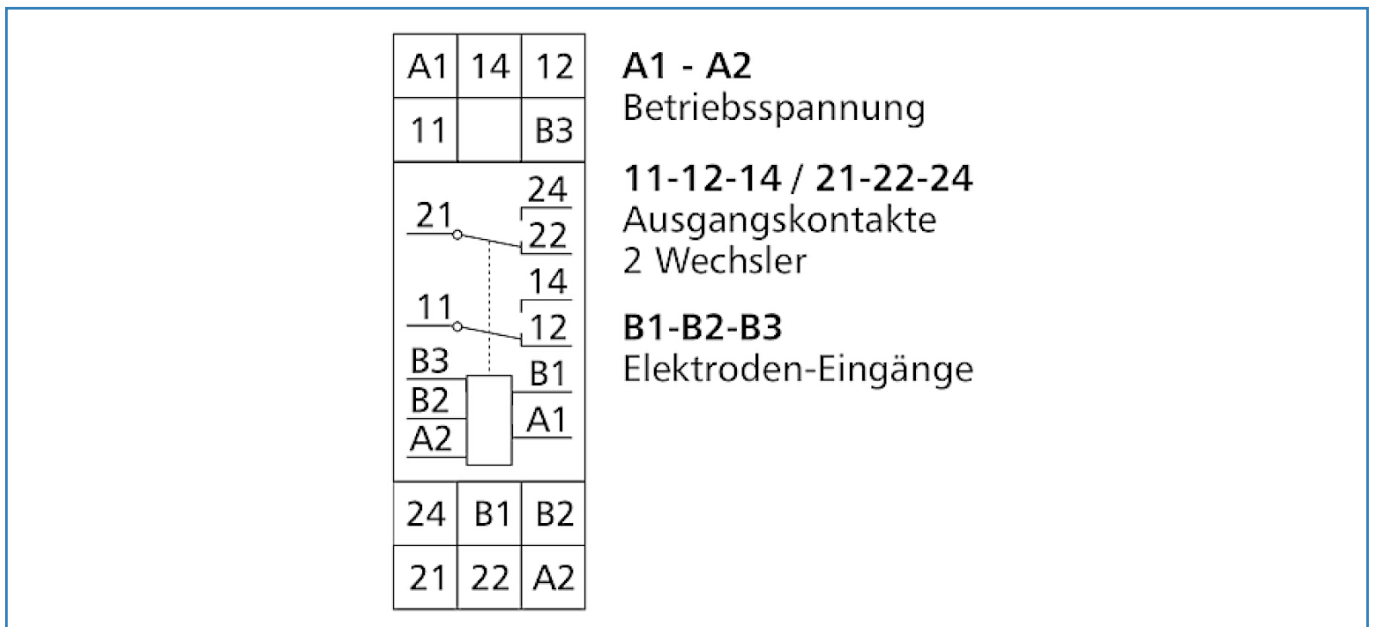 A1 14 12
11 B3
24
21
22
14
11
12
B3
B1
B2
A1
A2
24 B1 B2
21 22 A2
A1 - A2
Betriebsspannung
11-12-14 / 21-22-24
Ausgangskontakte
2 Wechsler
B1-B2-B3
Elektroden-Eingänge